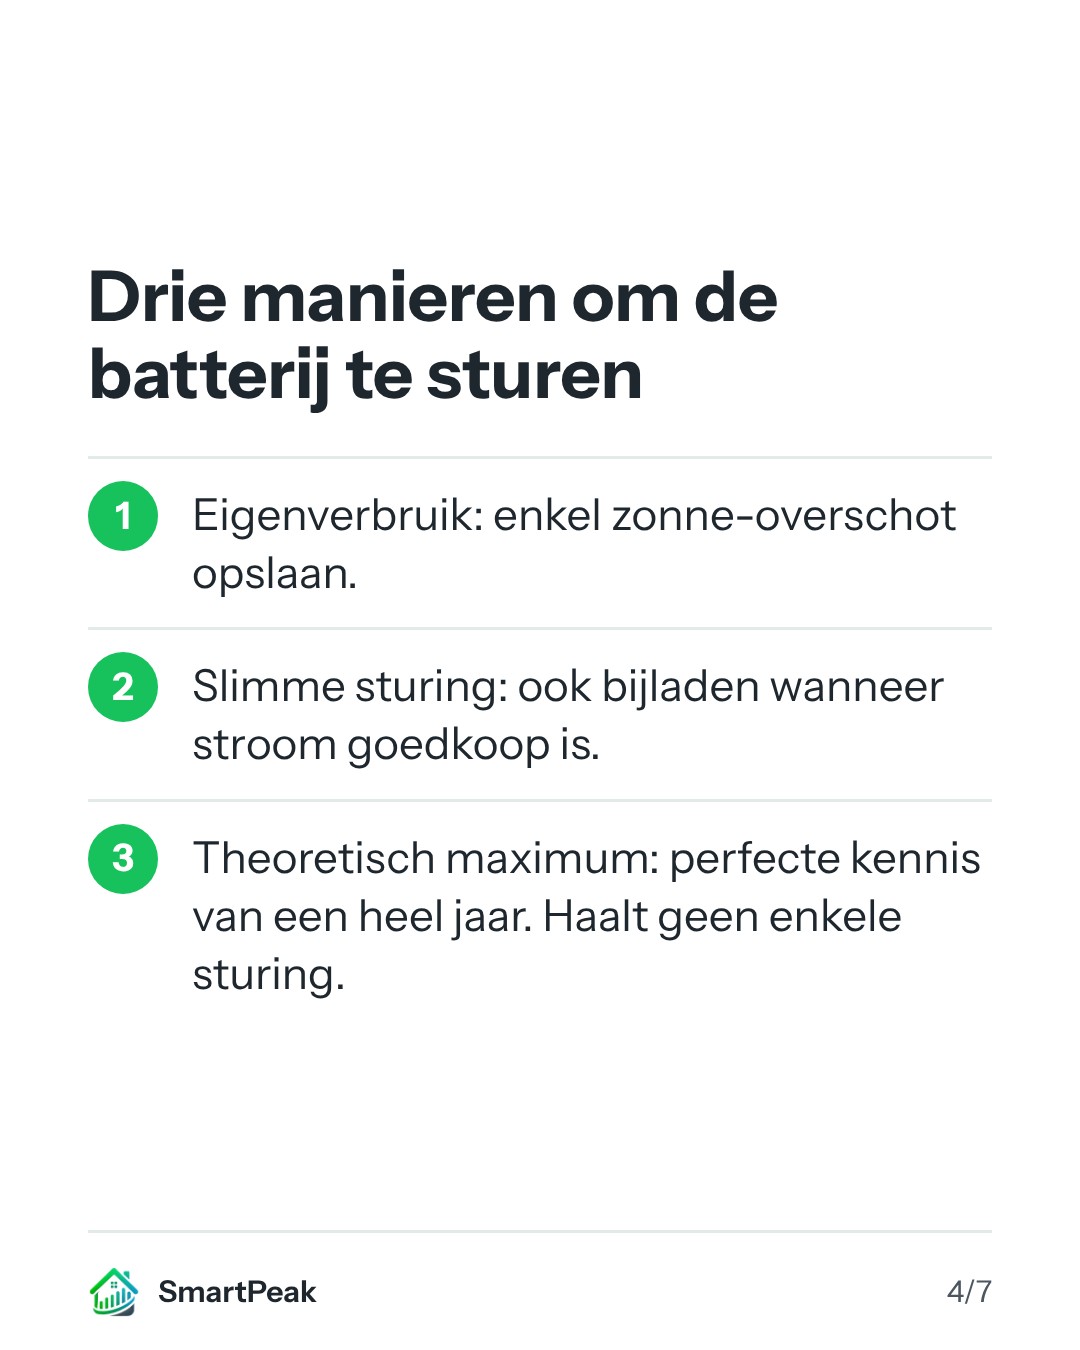 Drie manieren om de
batterij te sturen
1 Eigenverbruik: enkel zonne-overschot
opslaan.
2 Slimme sturing: ook bijladen wanneer
stroom goedkoop is.
3 Theoretisch maximum: perfecte kennis
van een heel jaar. Haalt geen enkele
sturing.
SmartPeak 4/7